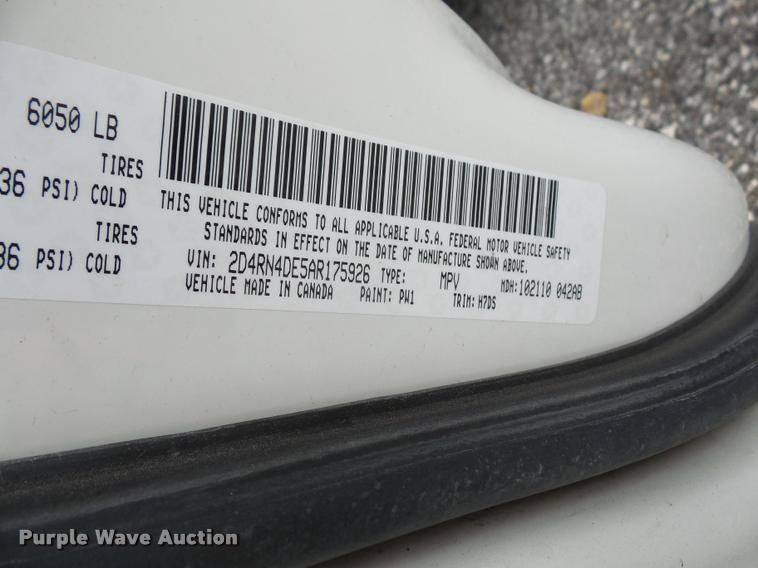 6050 LB
TIRES
36 PSI) COLD
TIRES
36 PSI) COLD
THIS VEHICLE CONFORMS TO ALL APPLICABLE U.S.A. FEDERAL MOTOR VEHICLE SAFETY
STANDARDS IN EFFECT ON THE DATE OF MANUFACTURE SHOWN ABOVE.
VIN: 2D4RN4DE5AR175926 TYPE: MPV MDH: 102110 042AB
VEHICLE MADE IN CANADA PAINT: PW1 TRIM: H7DS
Purple Wave Auction